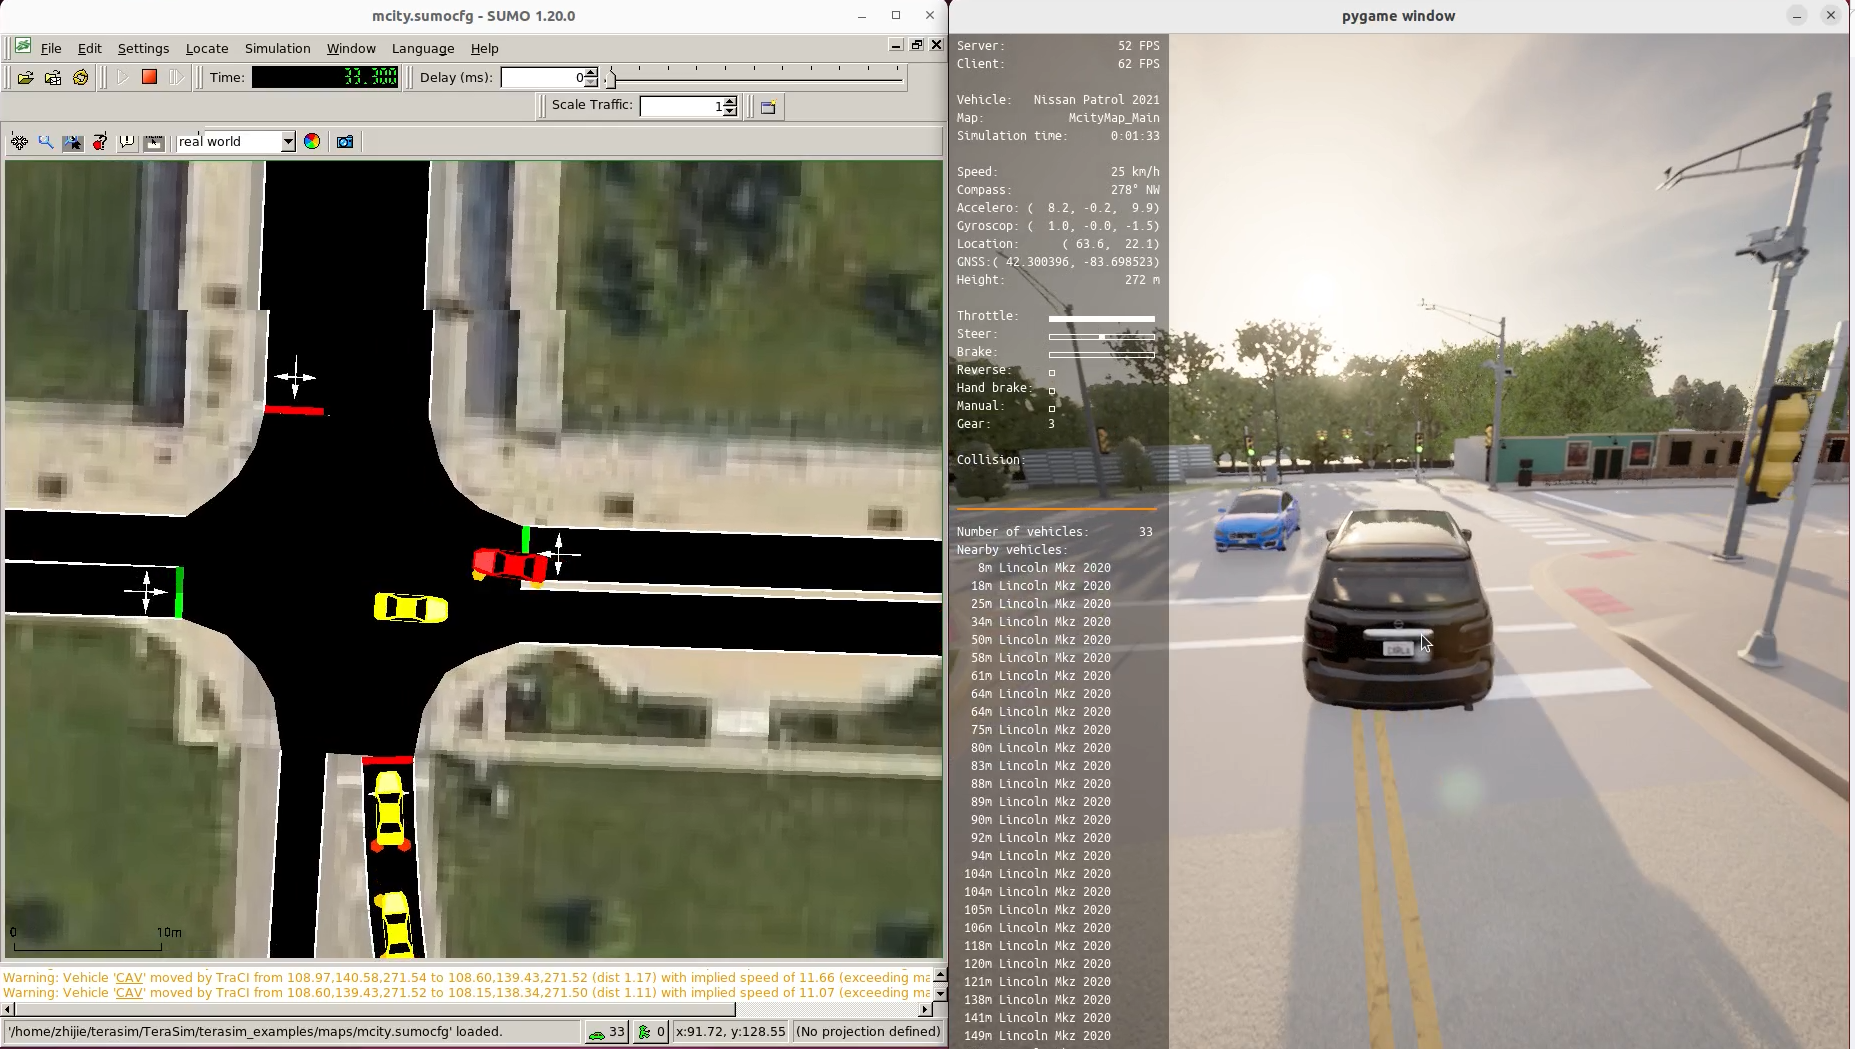 mcity.sumocfg - SUMO 1.20.0
File Edit Settings Locate Simulation Window Language Help
Time: 33.300 Delay (ms): 0
Scale Traffic: 1
real world
0 10m
Warning: Vehicle 'CAV' moved by TraCI from 108.97,140.58,271.54 to 108.60,139.43,271.52 (dist 1.17) with implied speed of 11.66 (exceeding ma
Warning: Vehicle 'CAV' moved by TraCI from 108.60,139.43,271.52 to 108.15,138.34,271.50 (dist 1.11) with implied speed of 11.07 (exceeding ma
'/home/zhijie/terasim/TeraSim/terasim_examples/maps/mcity.sumocfg' loaded. 33 0 x:91.72, y:128.55 (No projection defined)
pygame window
Server: 52 FPS
Client: 62 FPS
Vehicle: Nissan Patrol 2021
Map: McityMap_Main
Simulation time: 0:01:33
Speed: 25 km/h
Compass: 278° NW
Accelero: ( 8.2, -0.2, 9.9)
Gyroscop: ( 1.0, -0.0, -1.5)
Location: ( 63.6, 22.1)
GNSS:( 42.300396, -83.698523)
Height: 272 m
Throttle:
Steer:
Brake:
Reverse:
Hand brake:
Manual:
Gear: 3
Collision:
Number of vehicles: 33
Nearby vehicles:
8m Lincoln Mkz 2020
18m Lincoln Mkz 2020
25m Lincoln Mkz 2020
34m Lincoln Mkz 2020
50m Lincoln Mkz 2020
58m Lincoln Mkz 2020
61m Lincoln Mkz 2020
64m Lincoln Mkz 2020
64m Lincoln Mkz 2020
75m Lincoln Mkz 2020
80m Lincoln Mkz 2020
83m Lincoln Mkz 2020
88m Lincoln Mkz 2020
89m Lincoln Mkz 2020
90m Lincoln Mkz 2020
92m Lincoln Mkz 2020
94m Lincoln Mkz 2020
104m Lincoln Mkz 2020
104m Lincoln Mkz 2020
105m Lincoln Mkz 2020
106m Lincoln Mkz 2020
118m Lincoln Mkz 2020
120m Lincoln Mkz 2020
121m Lincoln Mkz 2020
138m Lincoln Mkz 2020
141m Lincoln Mkz 2020
149m Lincoln Mkz 2020
CARLA